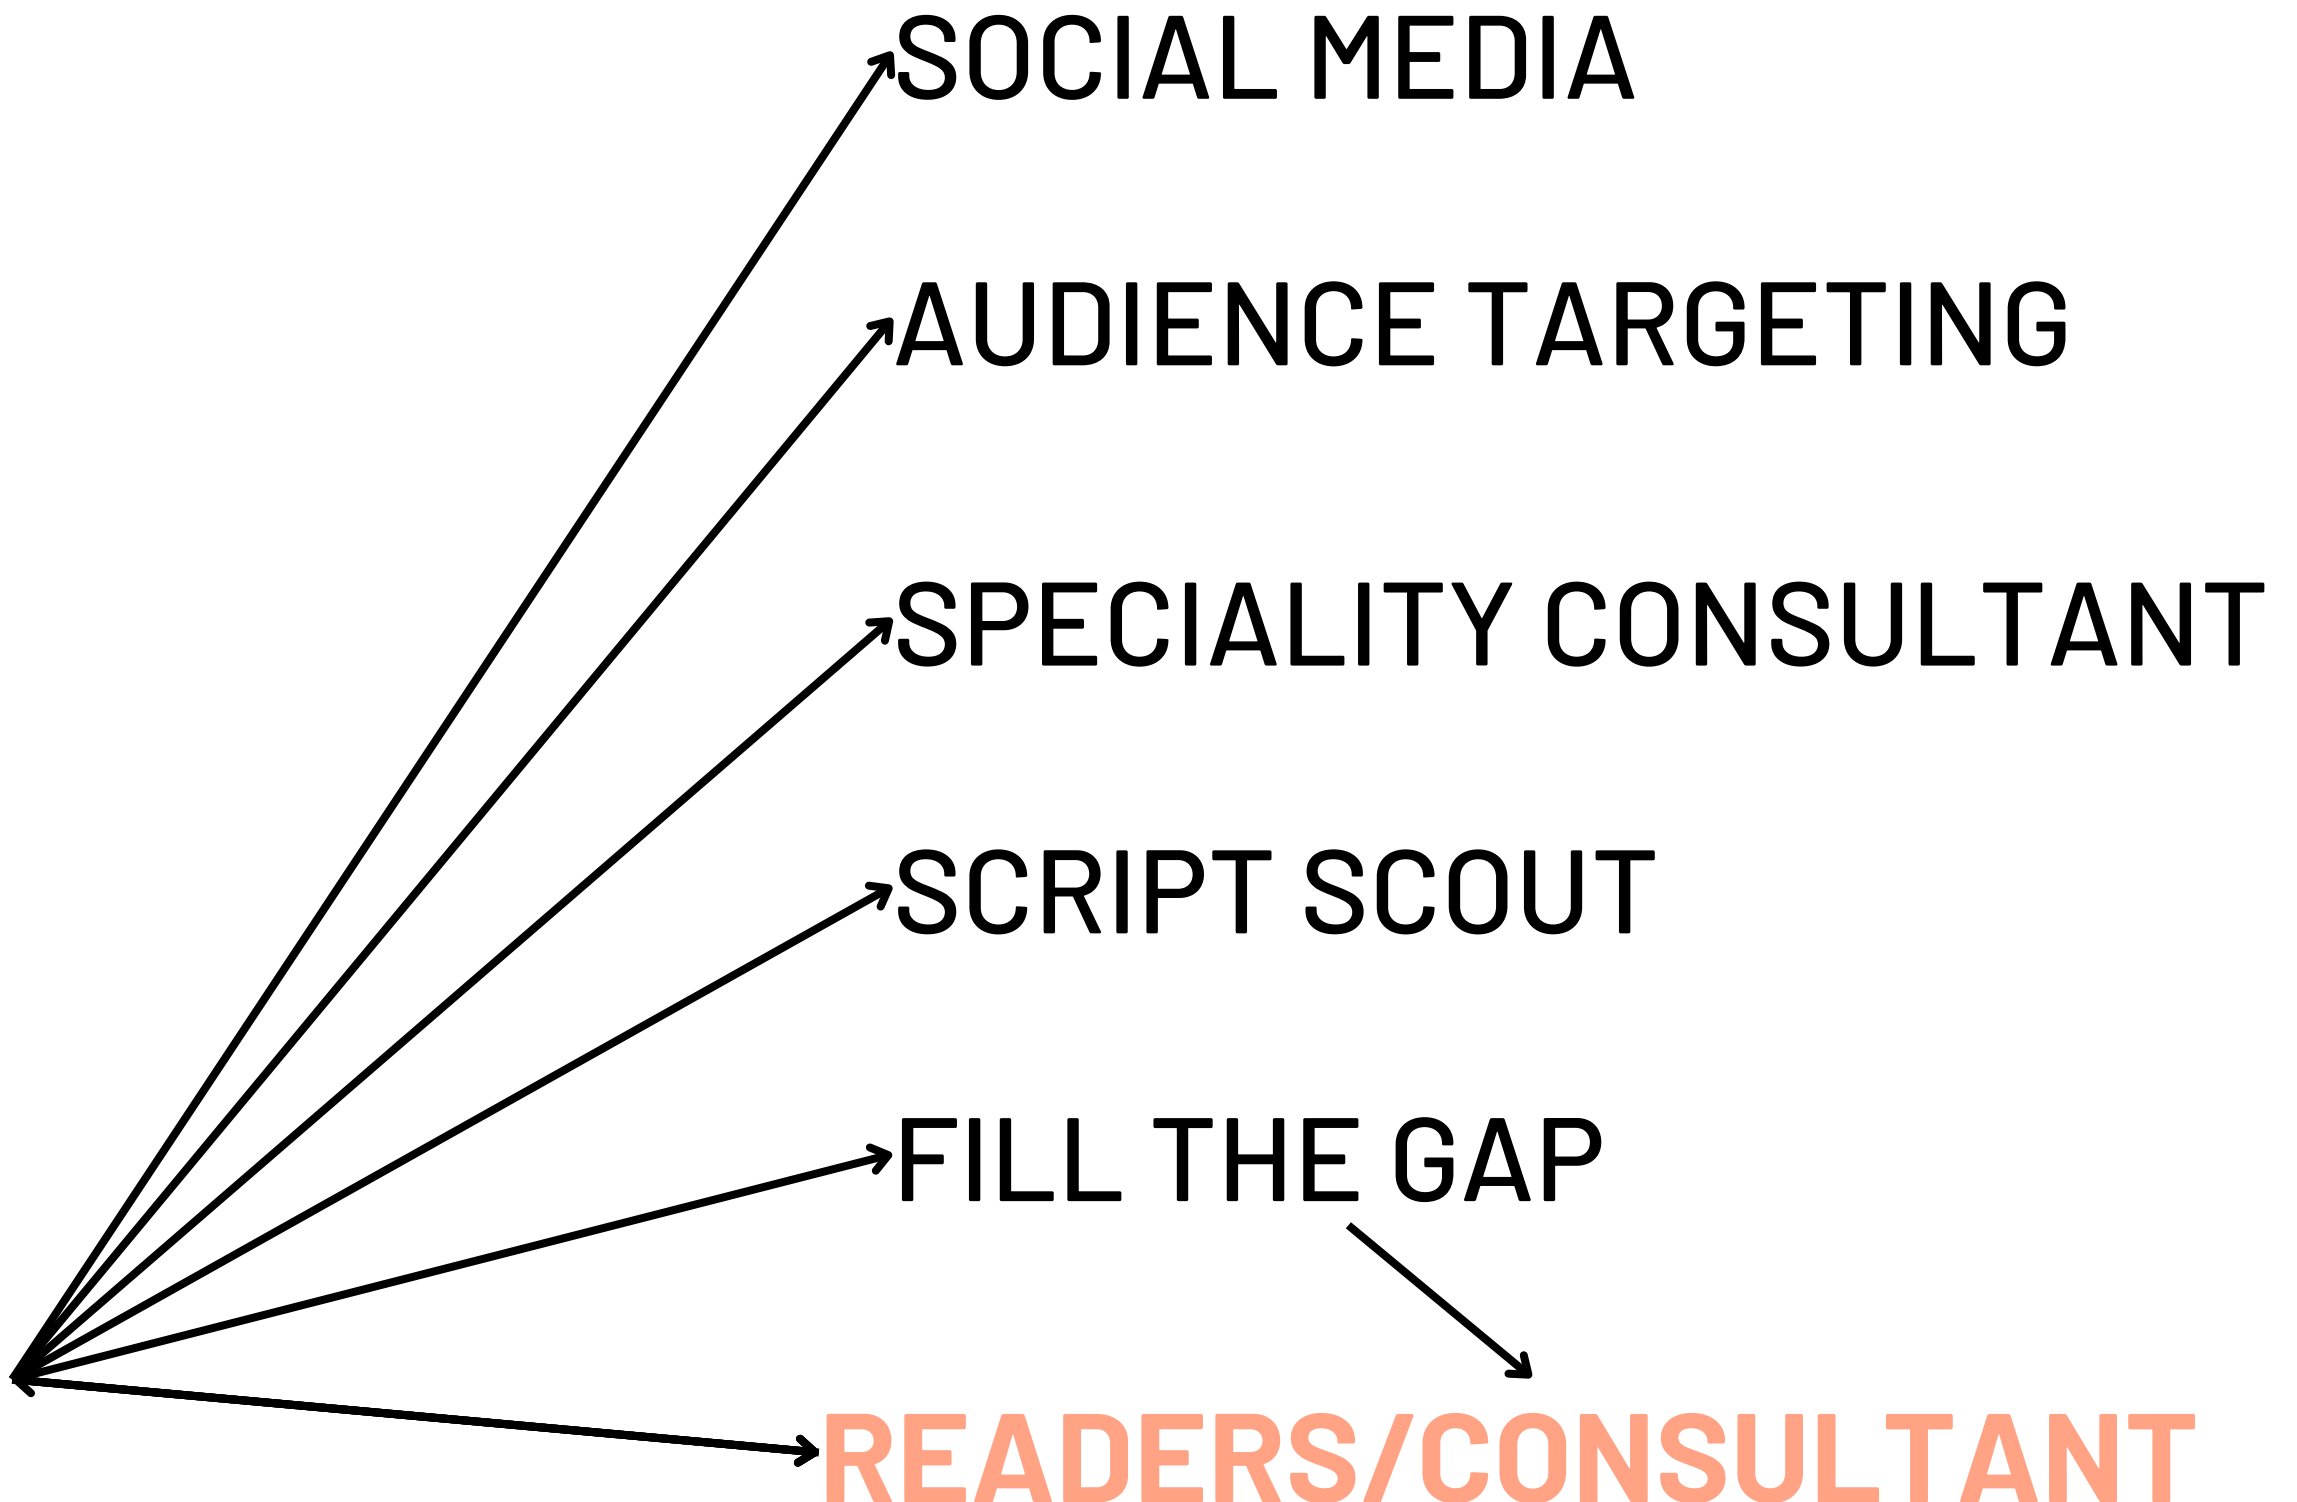 SOCIAL MEDIA
AUDIENCE TARGETING
SPECIALITY CONSULTANT
SCRIPT SCOUT
FILL THE GAP
READERS/CONSULTANT